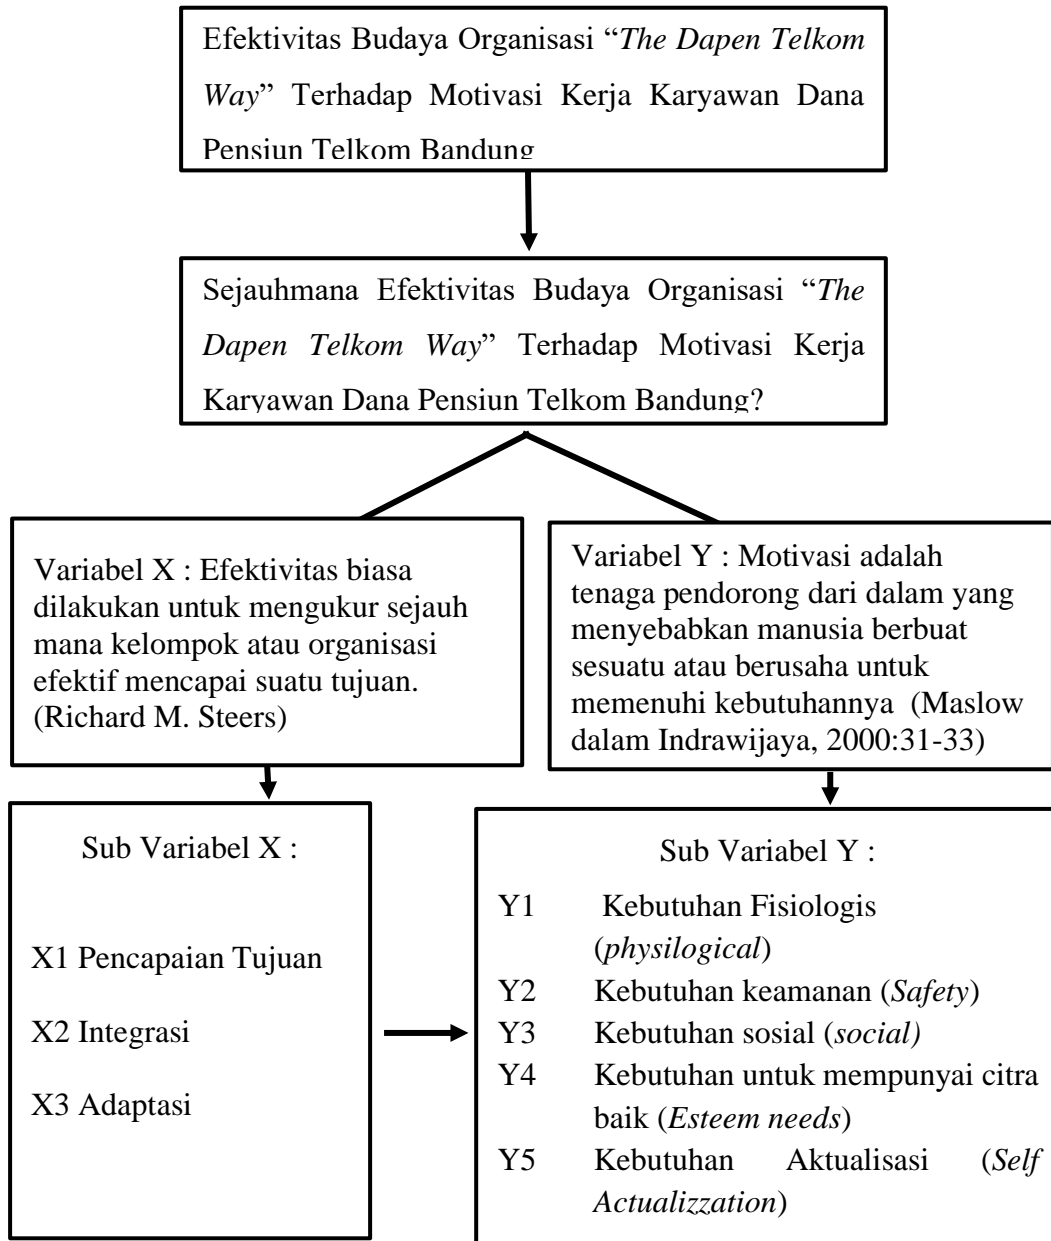 Efektivitas Budaya Organisasi “The Dapen Telkom
Way” Terhadap Motivasi Kerja Karyawan Dana
Pensiun Telkom Bandung
Sejauhmana Efektivitas Budaya Organisasi “The
Dapen Telkom Way” Terhadap Motivasi Kerja
Karyawan Dana Pensiun Telkom Bandung?
Variabel X : Efektivitas biasa
dilakukan untuk mengukur sejauh
mana kelompok atau organisasi
efektif mencapai suatu tujuan.
(Richard M. Steers)
Variabel Y : Motivasi adalah
tenaga pendorong dari dalam yang
menyebabkan manusia berbuat
sesuatu atau berusaha untuk
memenuhi kebutuhannya (Maslow
dalam Indrawijaya, 2000:31-33)
Sub Variabel X :
X1 Pencapaian Tujuan
X2 Integrasi
X3 Adaptasi
Sub Variabel Y :
Y1 Kebutuhan Fisiologis
(physilogical)
Y2 Kebutuhan keamanan (Safety)
Y3 Kebutuhan sosial (social)
Y4 Kebutuhan untuk mempunyai citra
baik (Esteem needs)
Y5 Kebutuhan Aktualisasi (Self
Actualizzation)